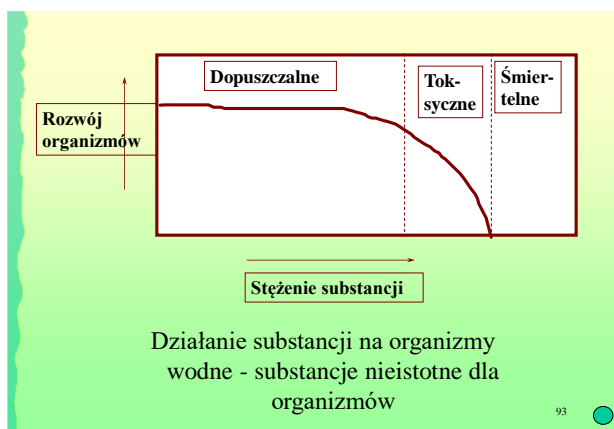 Dopuszczalne
Tok-
syczne
Śmier-
telne
Rozwój
organizmów
Stężenie substancji
Działanie substancji na organizmy
wodne - substancje nieistotne dla
organizmów
93